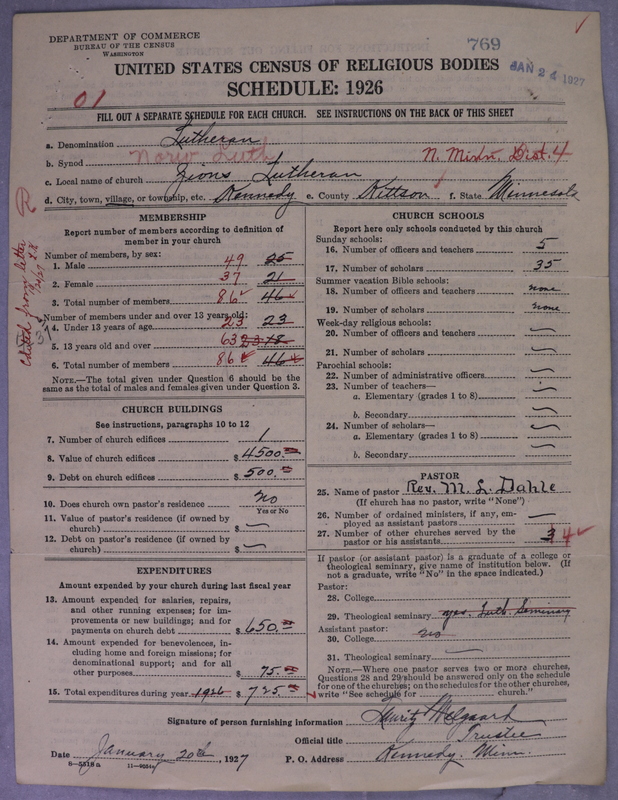 DEPARTMENT OF COMMERCE
BUREAU OF THE CENSUS
WASHINGTON
769
JAN 24 1927
UNITED STATES CENSUS OF RELIGIOUS BODIES
SCHEDULE: 1926
01
FILL OUT A SEPARATE SCHEDULE FOR EACH CHURCH. SEE INSTRUCTIONS ON THE BACK OF THIS SHEET
a. Denomination Lutheran
b. Synod Norw Luth N. Minn. Dist. 4
c. Local name of church Zions Lutheran
d. City, town, village, or township, etc. Kennedy e. County Kittson f. State Minnesota
R
MEMBERSHIP
Report number of members according to definition of
member in your church
Number of members, by sex:
1. Male 49 25
2. Female 37 21
3. Total number of members 86 46
Number of members under and over 13 years old:
4. Under 13 years of age 23 23
5. 13 years old and over 63 23
6. Total number of members 86 46
NOTE.—The total given under Question 6 should be the
same as the total of males and females given under Question 3.
CHURCH BUILDINGS
See instructions, paragraphs 10 to 12
7. Number of church edifices 1
8. Value of church edifices $ 4500.
9. Debt on church edifices $ 500.
10. Does church own pastor's residence No
Yes or No
11. Value of pastor's residence (if owned by
church) $ —
12. Debt on pastor's residence (if owned by
church) $ —
EXPENDITURES
Amount expended by your church during last fiscal year
13. Amount expended for salaries, repairs,
and other running expenses; for im-
provements or new buildings; and for
payments on church debt $ 650.
14. Amount expended for benevolences, in-
cluding home and foreign missions; for
denominational support; and for all
other purposes $ 75.
15. Total expenditures during year 1926 $ 725
CHURCH SCHOOLS
Report here only schools conducted by this church
Sunday schools:
16. Number of officers and teachers 5
17. Number of scholars 35
Summer vacation Bible schools:
18. Number of officers and teachers none
19. Number of scholars none
Week-day religious schools:
20. Number of officers and teachers —
21. Number of scholars —
Parochial schools:
22. Number of administrative officers —
23. Number of teachers—
a. Elementary (grades 1 to 8) —
b. Secondary —
24. Number of scholars—
a. Elementary (grades 1 to 8) —
b. Secondary —
PASTOR
25. Name of pastor Rev. M. L. Dahle
(If church has no pastor, write "None")
26. Number of ordained ministers, if any, em-
ployed as assistant pastors —
27. Number of other churches served by the
pastor or his assistants 3 4
If pastor (or assistant pastor) is a graduate of a college or
theological seminary, give name of institution below. (If
not a graduate, write "No" in the space indicated.)
Pastor:
28. College
29. Theological seminary yes. Luth. Seminary
Assistant pastor:
30. College no
31. Theological seminary —
NOTE.—Where one pastor serves two or more churches,
Questions 28 and 29 should be answered only on the schedule
for one of the churches; on the schedules for the other churches,
write "See schedule for church."
Signature of person furnishing information
Official title Trustee
Date January 20th, 1927 P. O. Address Kennedy, Minn.